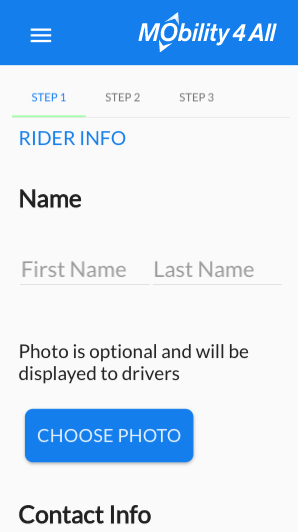 MObility 4 All
STEP 1 STEP 2 STEP 3
RIDER INFO
Name
First Name Last Name
Photo is optional and will be
displayed to drivers
CHOOSE PHOTO
Contact Info